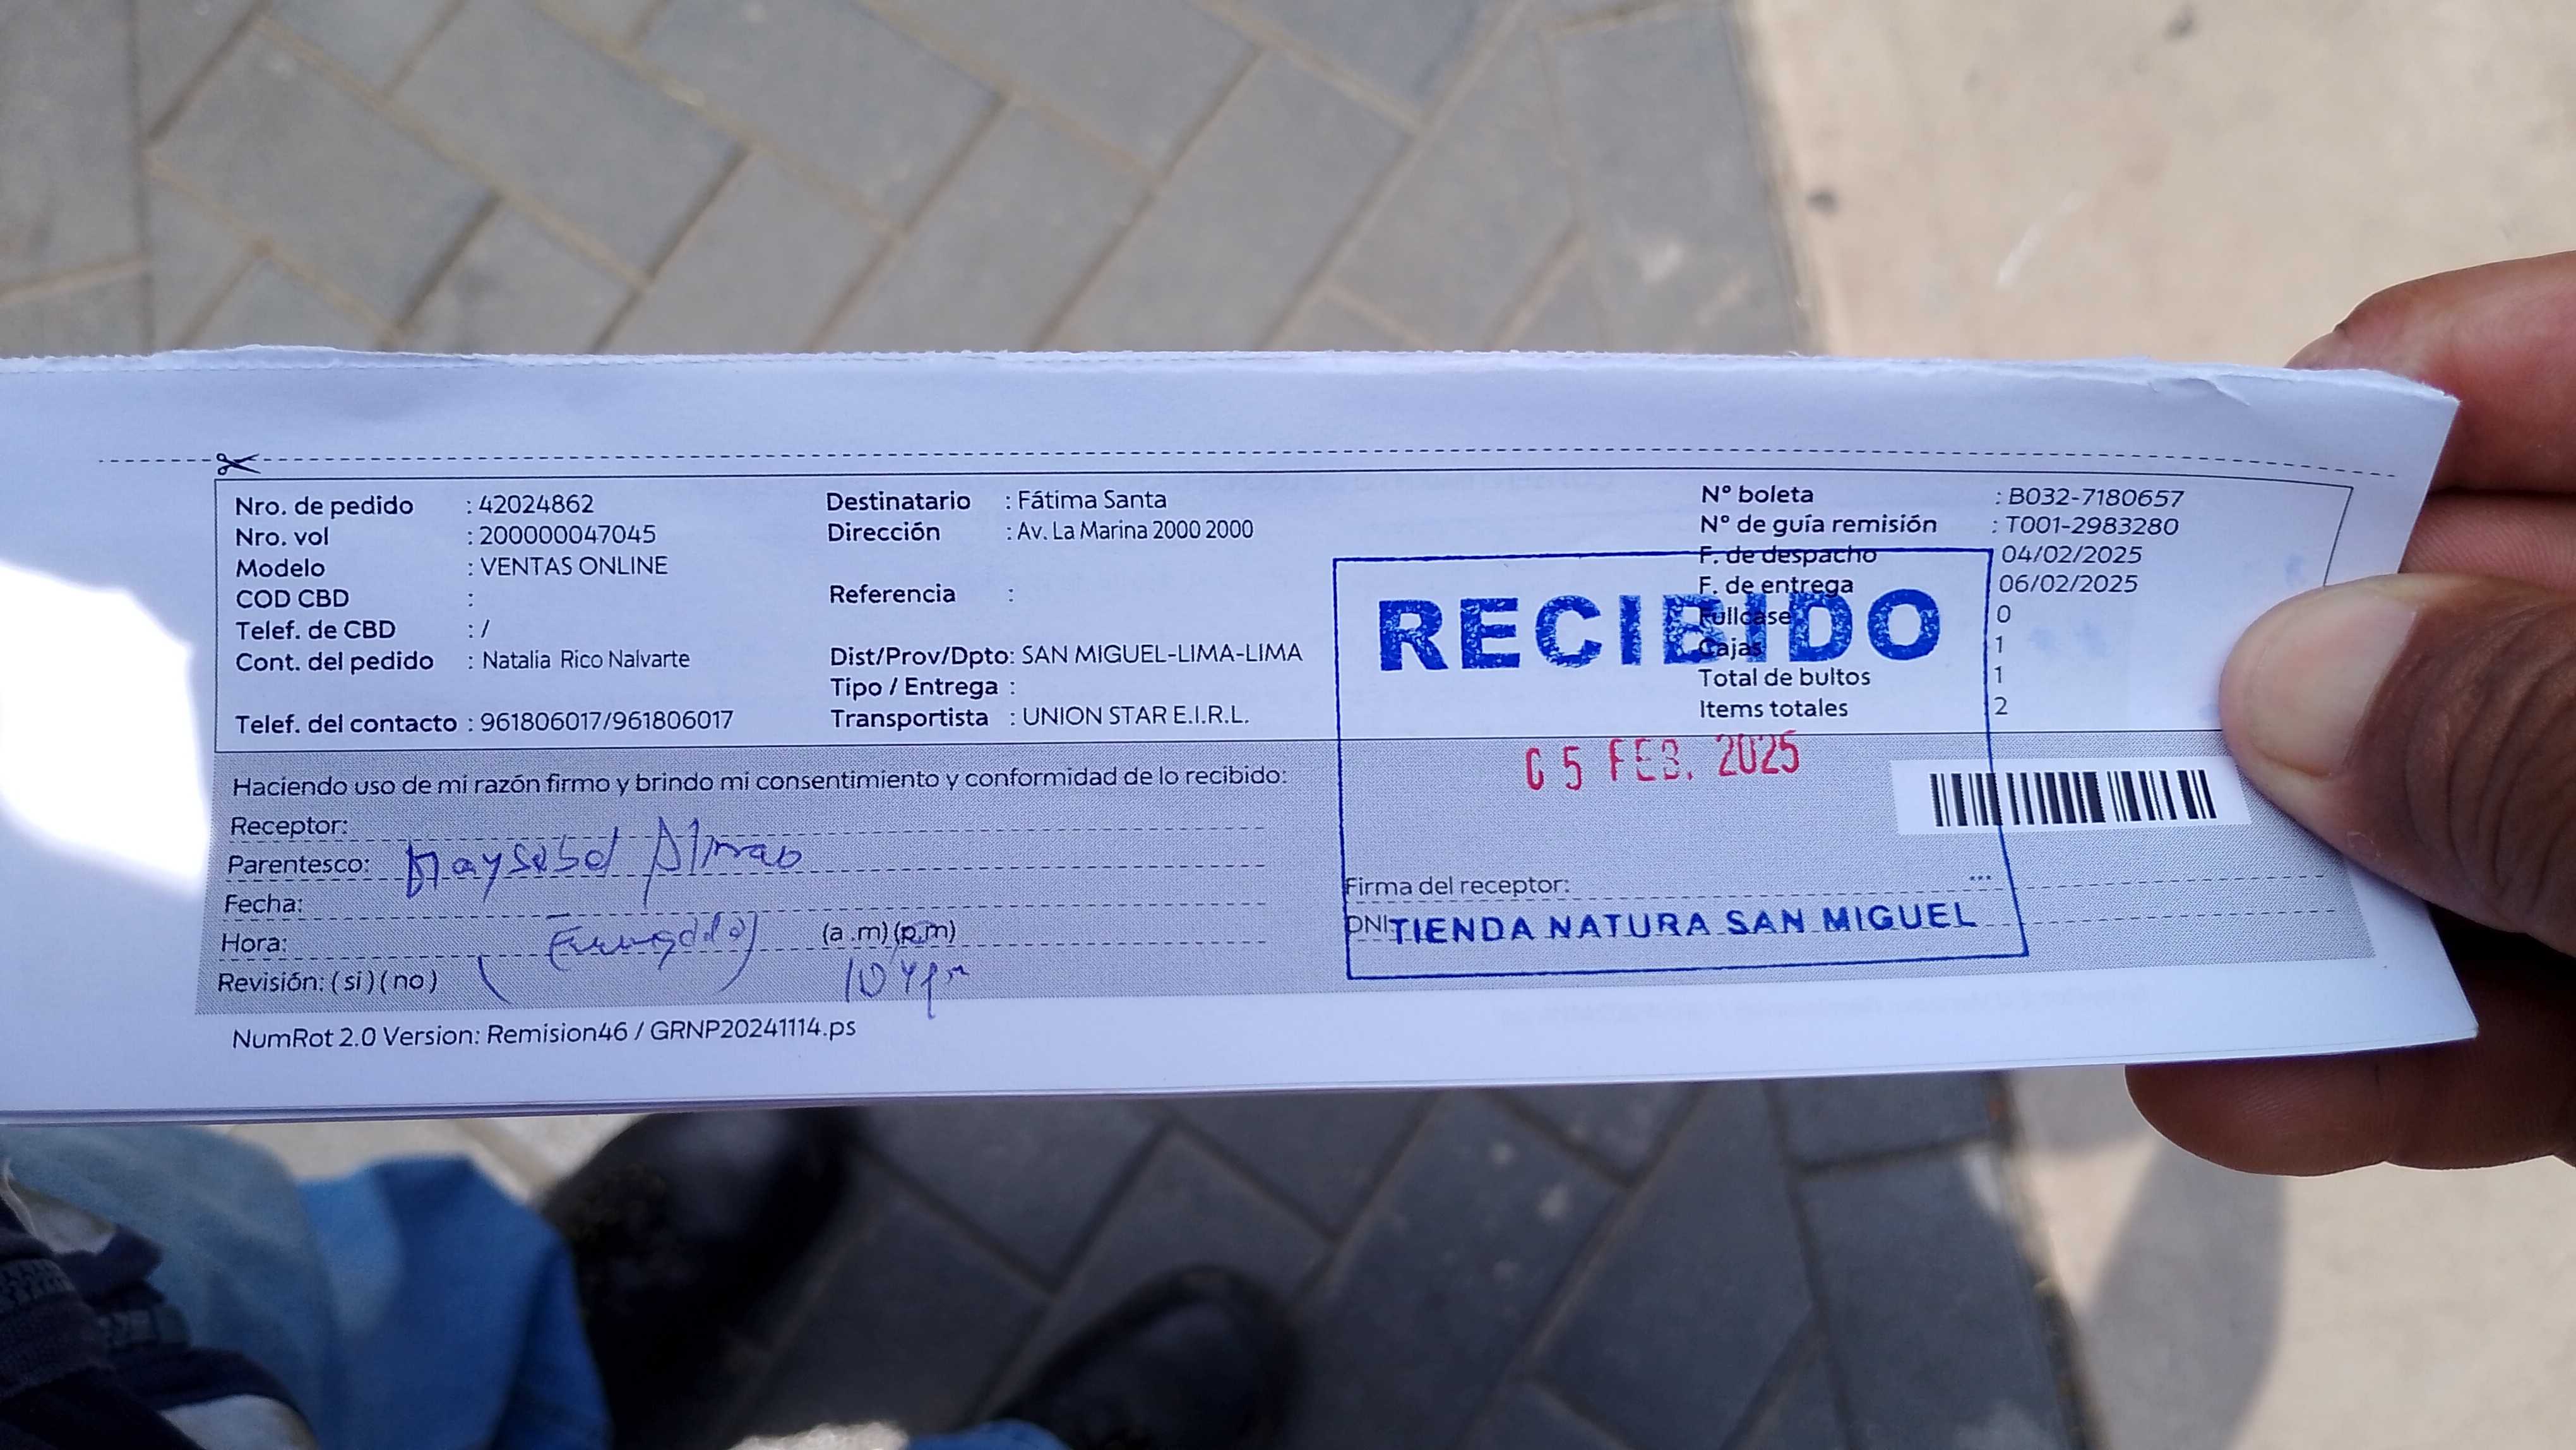 Nro. de pedido : 42024862
Nro. vol : 200000047045
Modelo : VENTAS ONLINE
COD CBD :
Telef. de CBD : /
Cont. del pedido : Natalia Rico Nalvarte
Telef. del contacto : 961806017/961806017
Destinatario : Fátima Santa
Dirección : Av. La Marina 2000 2000
Referencia :
Dist/Prov/Dpto: SAN MIGUEL-LIMA-LIMA
Tipo / Entrega :
Transportista : UNION STAR E.I.R.L.
N° boleta : B032-7180657
N° de guía remisión : T001-2983280
F. de despacho 04/02/2025
F. de entrega 06/02/2025
Fullcase 0
Cajas 1
Total de bultos 1
Items totales 2
RECIBIDO
05 FEB. 2025
Haciendo uso de mi razón firmo y brindo mi consentimiento y conformidad de lo recibido:
Receptor:
Parentesco:
Fecha:
Hora: (a.m)(p.m)
Revisión: (si)(no)
Firma del receptor:
DNI
TIENDA NATURA SAN MIGUEL
NumRot 2.0 Version: Remision46 / GRNP20241114.ps